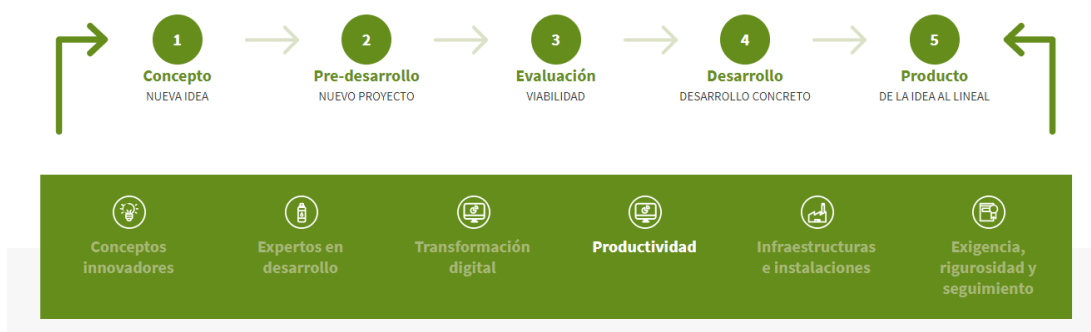 1
2
3
4
5
Concepto
Pre-desarrollo
Evaluación
Desarrollo
Producto
NUEVA IDEA
NUEVO PROYECTO
VIABILIDAD
DESARROLLO CONCRETO
DE LA IDEA AL LINEAL
Conceptos
innovadores
Expertos en
desarrollo
Transformación
digital
Productividad
Infraestructuras
e instalaciones
Exigencia,
rigurosidad y
seguimiento